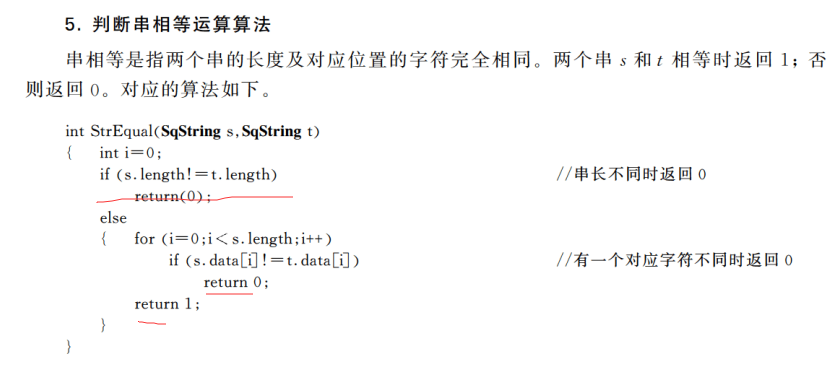 5. 判断串相等运算算法
串相等是指两个串的长度及对应位置的字符完全相同。两个串 s 和 t 相等时返回 1；否
则返回 0。对应的算法如下。
int StrEqual(SqString s,SqString t)
{ int i=0;
if (s.length!=t.length) //串长不同时返回 0
return(0);
else
{ for (i=0;i<s.length;i++)
if (s.data[i]!=t.data[i]) //有一个对应字符不同时返回 0
return 0;
return 1;
}
}